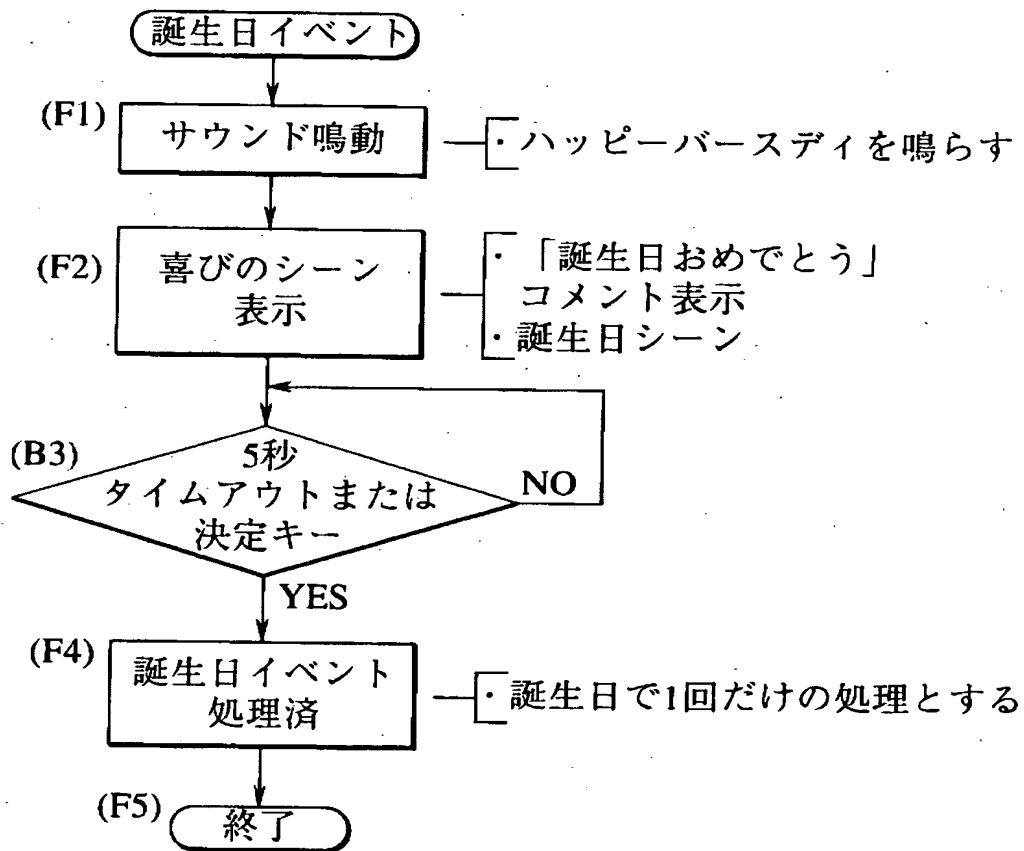 誕生日イベント
(F1)
サウンド鳴動
・ハッピーバースディを鳴らす
(F2)
喜びのシーン
表示
・「誕生日おめでとう」
コメント表示
・誕生日シーン
(B3)
5秒
タイムアウトまたは
決定キー
NO
YES
(F4)
誕生日イベント
処理済
・誕生日で1回だけの処理とする
(F5)
終了